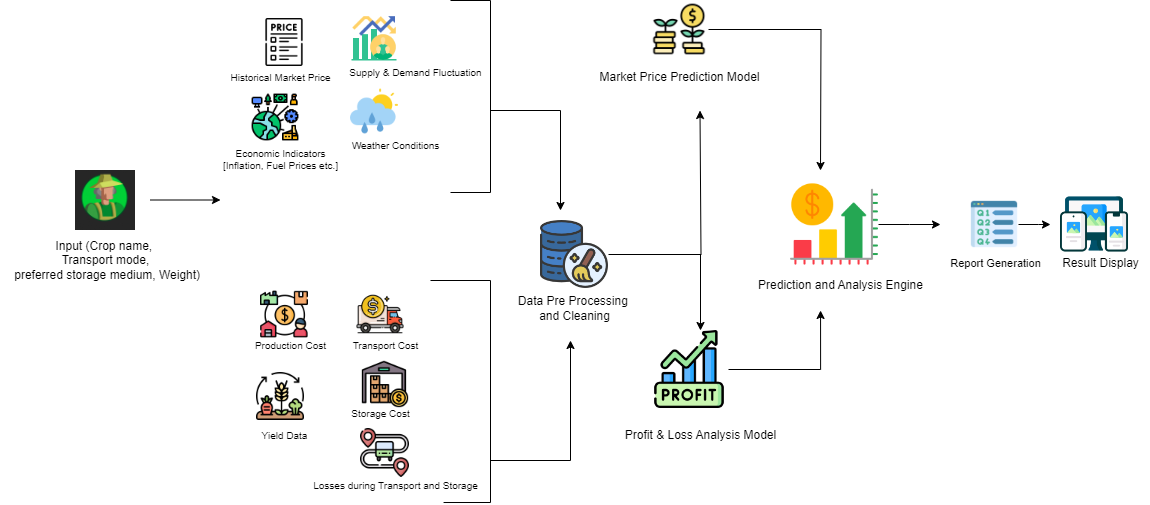 PRICE
Historical Market Price
Supply & Demand Fluctuation
Economic Indicators
[Inflation, Fuel Prices etc.]
Weather Conditions
Input (Crop name,
Transport mode,
preferred storage medium, Weight)
Production Cost
Transport Cost
Yield Data
Storage Cost
Losses during Transport and Storage
Data Pre Processing
and Cleaning
Market Price Prediction Model
PROFIT
Profit & Loss Analysis Model
Prediction and Analysis Engine
Q1
Q2
Q3
Q4
Report Generation
Result Display